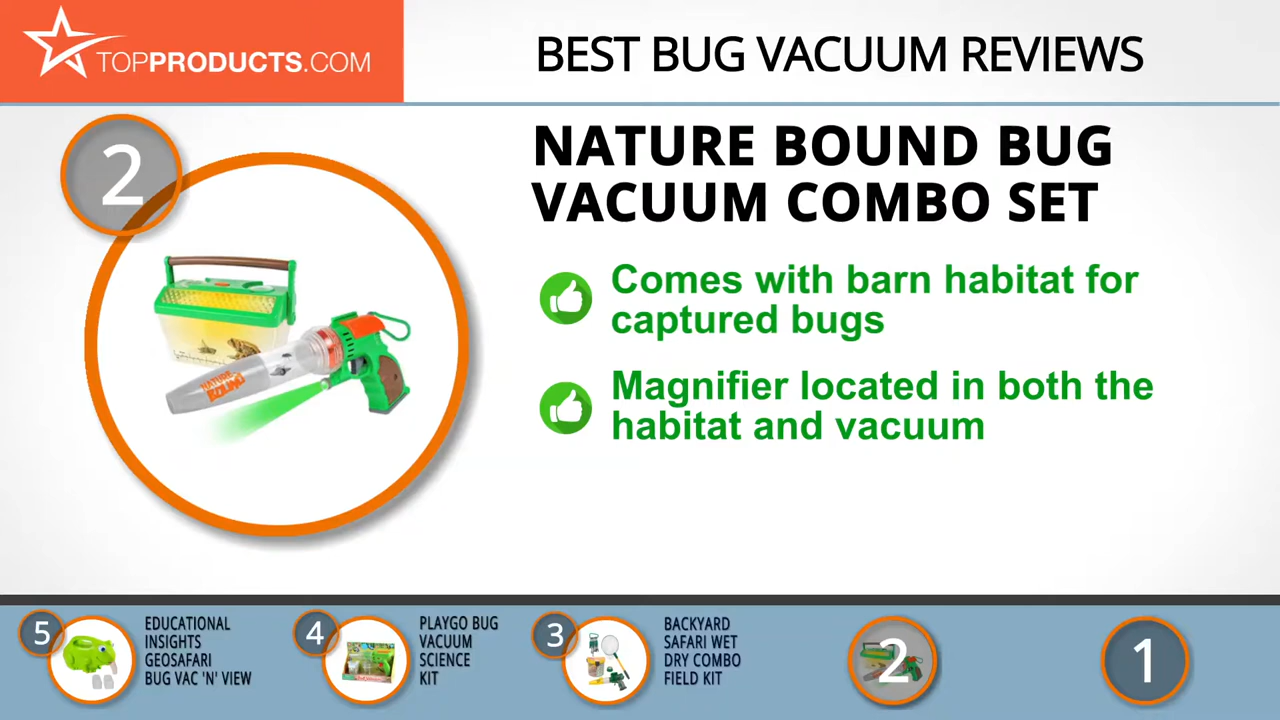 TOPPRODUCTS.COM
BEST BUG VACUUM REVIEWS
2
NATURE BOUND BUG
VACUUM COMBO SET
Comes with barn habitat for
captured bugs
Magnifier located in both the
habitat and vacuum
NATURE
BOUND
5
EDUCATIONAL
INSIGHTS
GEOSAFARI
BUG VAC 'N' VIEW
4
PLAYGO BUG
VACUUM
SCIENCE
KIT
3
BACKYARD
SAFARI WET
DRY COMBO
FIELD KIT
2
1